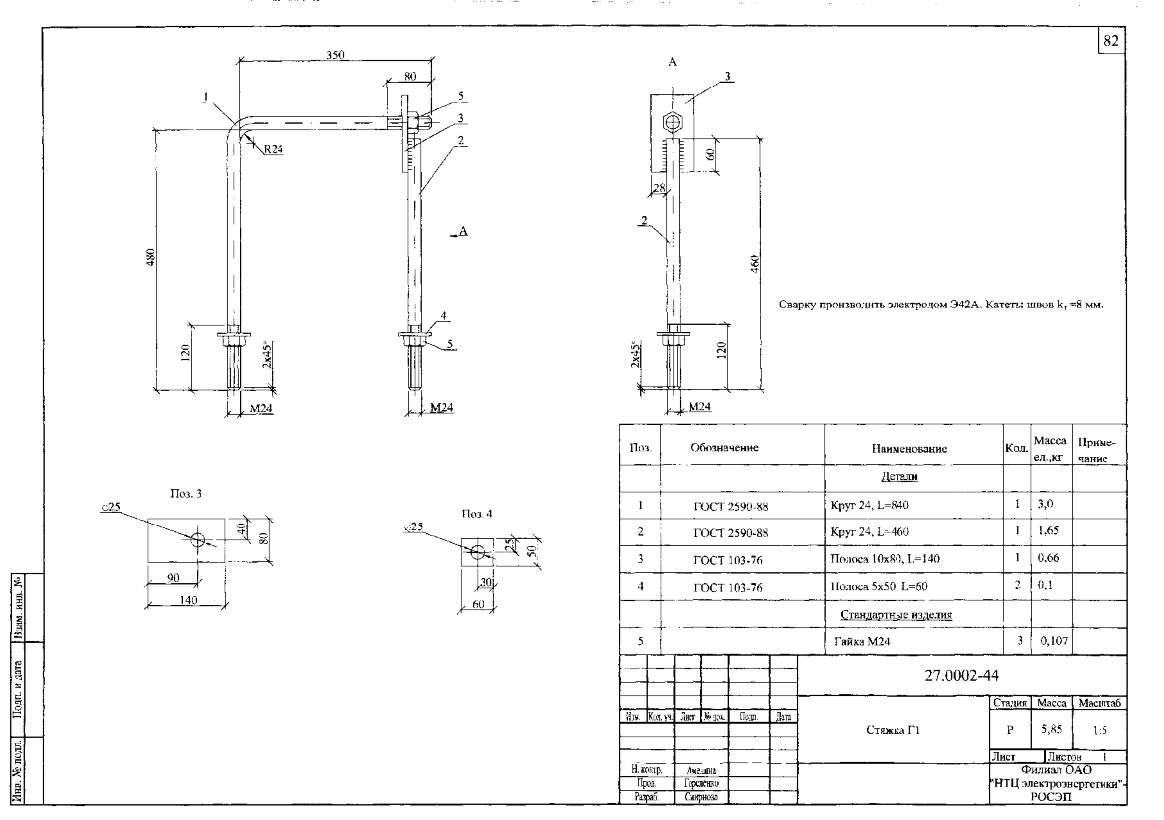 82
350
80
1
5
3
2
R24
480
A
120
2x45°
4
5
M24
M24
A
3
60
28
2
460
120
2x45°
M24
Сварку производить электродом Э42А. Катеты швов kт =8 мм.
Поз. 3
⌀25
40
80
90
140
Поз. 4
⌀25
25
50
30
60
Поз. Обозначение Наименование Кол. Масса ед.,кг Приме-чание
Детали
1 ГОСТ 2590-88 Круг 24, L=840 1 3,0
2 ГОСТ 2590-88 Круг 24, L=460 1 1,65
3 ГОСТ 103-76 Полоса 10х80, L=140 1 0,66
4 ГОСТ 103-76 Полоса 5х50 L=60 2 0,1
Стандартные изделия
5 Гайка М24 3 0,107
27.0002-44
Изм. Кол. уч. Лист № док. Подп. Дата
Стяжка Г1
Стадия Масса Масштаб
Р 5,85 1:5
Лист Листов 1
Н. контр. Амелина
Пров. Гореленко
Разраб. Смирнова
Филиал ОАО
"НТЦ электроэнергетики"-
РОСЭП
Взам. инв. №
Подп. и дата
Инв. № подл.